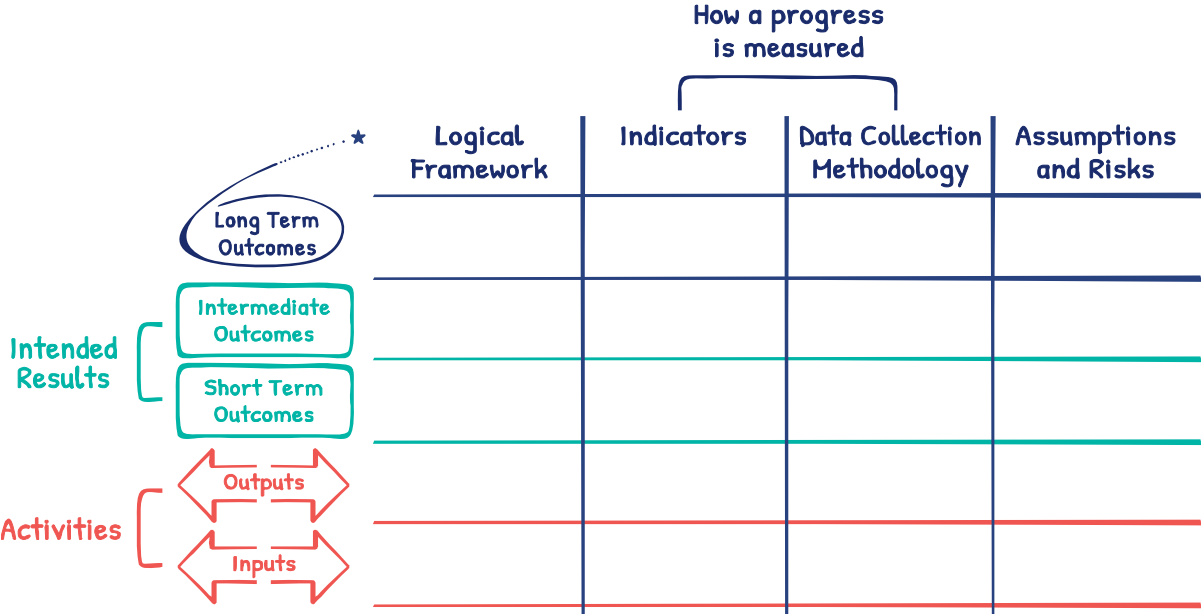 How a progress
is measured
Logical
Framework
Indicators
Data Collection
Methodology
Assumptions
and Risks
Long Term
Outcomes
Intended
Results
Intermediate
Outcomes
Short Term
Outcomes
Activities
Outputs
Inputs